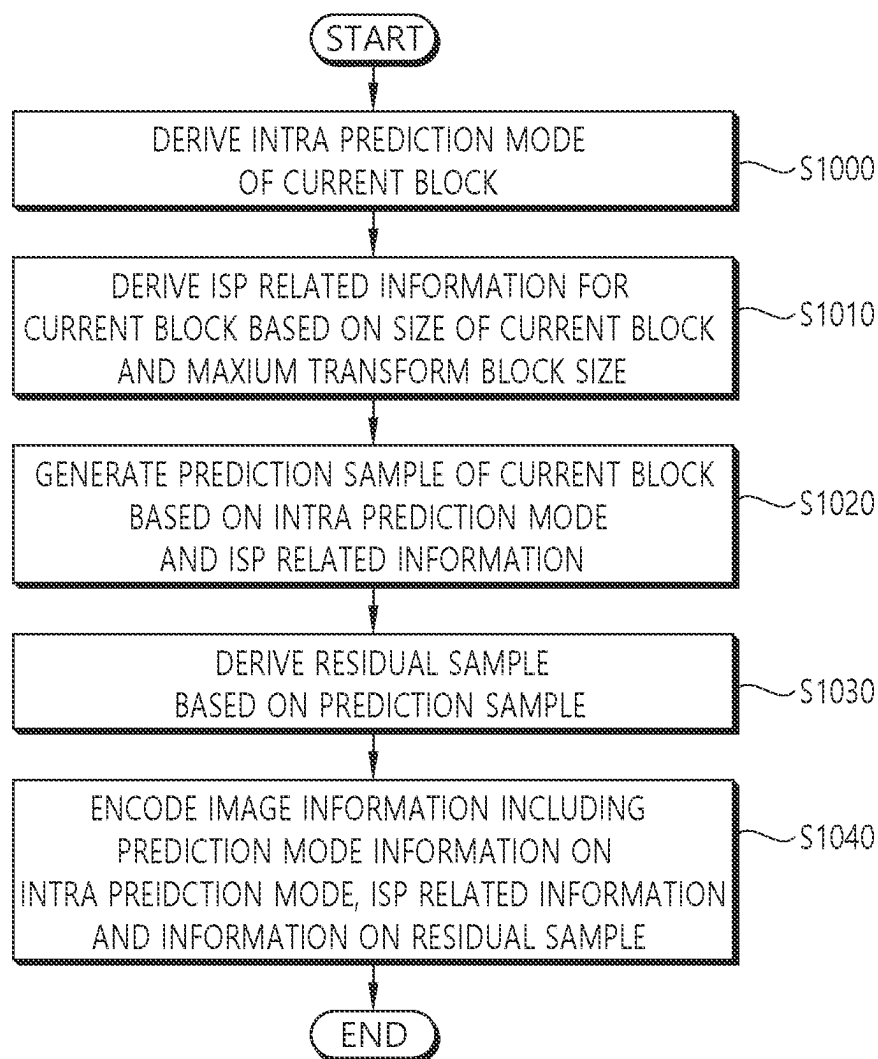 START
DERIVE INTRA PREDICTION MODE
OF CURRENT BLOCK
S1000
DERIVE ISP RELATED INFORMATION FOR
CURRENT BLOCK BASED ON SIZE OF CURRENT BLOCK
AND MAXIUM TRANSFORM BLOCK SIZE
S1010
GENERATE PREDICTION SAMPLE OF CURRENT BLOCK
BASED ON INTRA PREDICTION MODE
AND ISP RELATED INFORMATION
S1020
DERIVE RESIDUAL SAMPLE
BASED ON PREDICTION SAMPLE
S1030
ENCODE IMAGE INFORMATION INCLUDING
PREDICTION MODE INFORMATION ON
INTRA PREIDCTION MODE, ISP RELATED INFORMATION
AND INFORMATION ON RESIDUAL SAMPLE
S1040
END